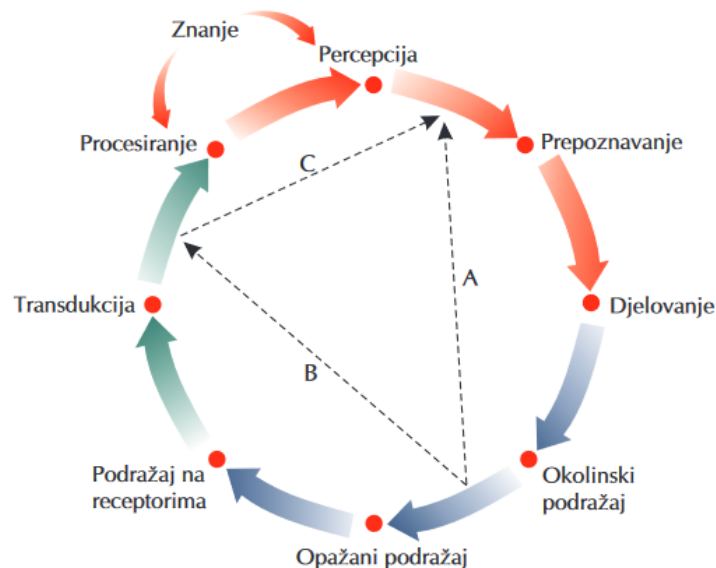 Znanje
Percepcija
Procesiranje
Prepoznavanje
C
A
Transdukcija
Djelovanje
B
Podražaj na
receptorima
Okolinski
podražaj
Opažani podražaj